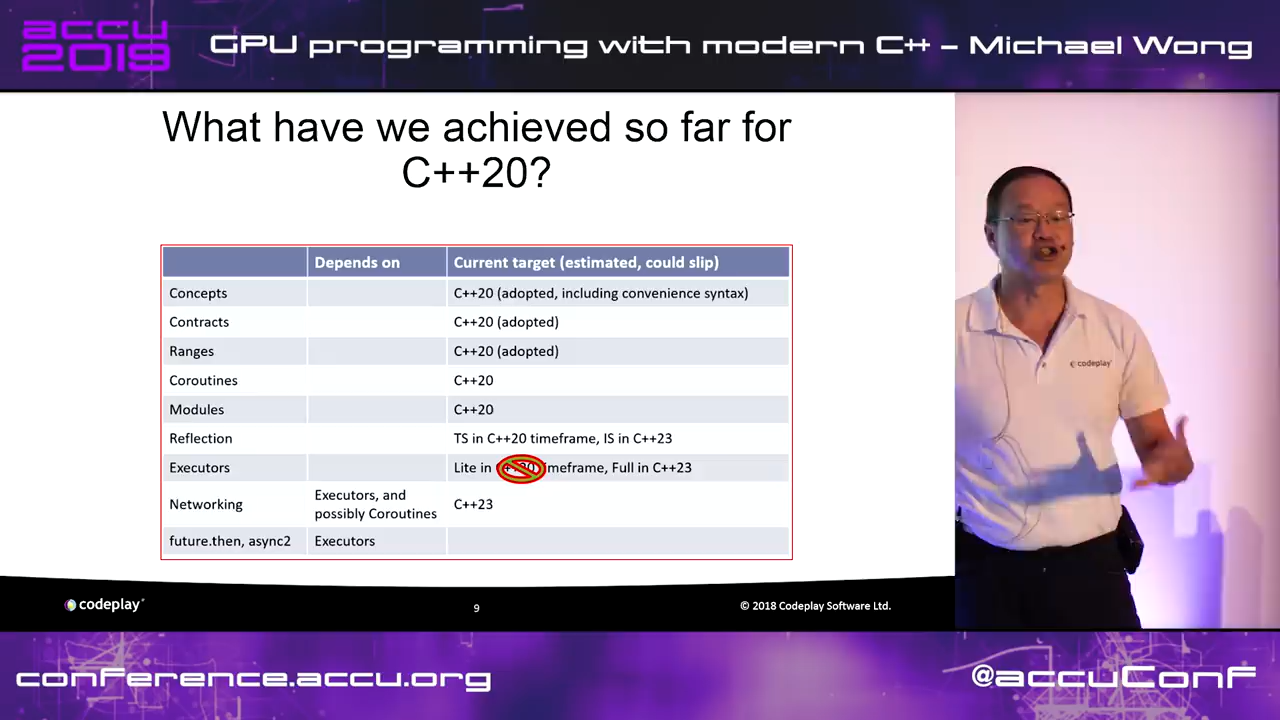 accu
2019
GPU programming with modern C++ – Michael Wong
What have we achieved so far for
C++20?
Depends on Current target (estimated, could slip)
Concepts C++20 (adopted, including convenience syntax)
Contracts C++20 (adopted)
Ranges C++20 (adopted)
Coroutines C++20
Modules C++20
Reflection TS in C++20 timeframe, IS in C++23
Executors Lite in timeframe, Full in C++23
Networking Executors, and possibly Coroutines C++23
future.then, async2 Executors
codeplay
9
© 2018 Codeplay Software Ltd.
codeplay
conference.accu.org
@accuConf